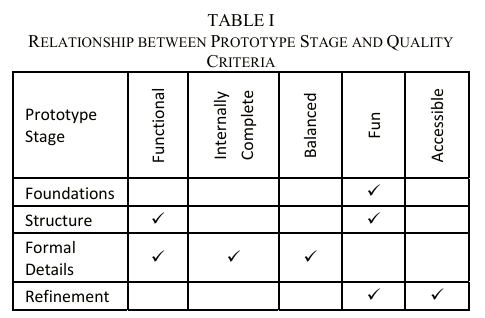 TABLE I
RELATIONSHIP BETWEEN PROTOTYPE STAGE AND QUALITY
CRITERIA
Prototype
Stage
Functional
Internally
Complete
Balanced
Fun
Accessible
Foundations ✓
Structure ✓ ✓
Formal
Details ✓ ✓ ✓
Refinement ✓ ✓